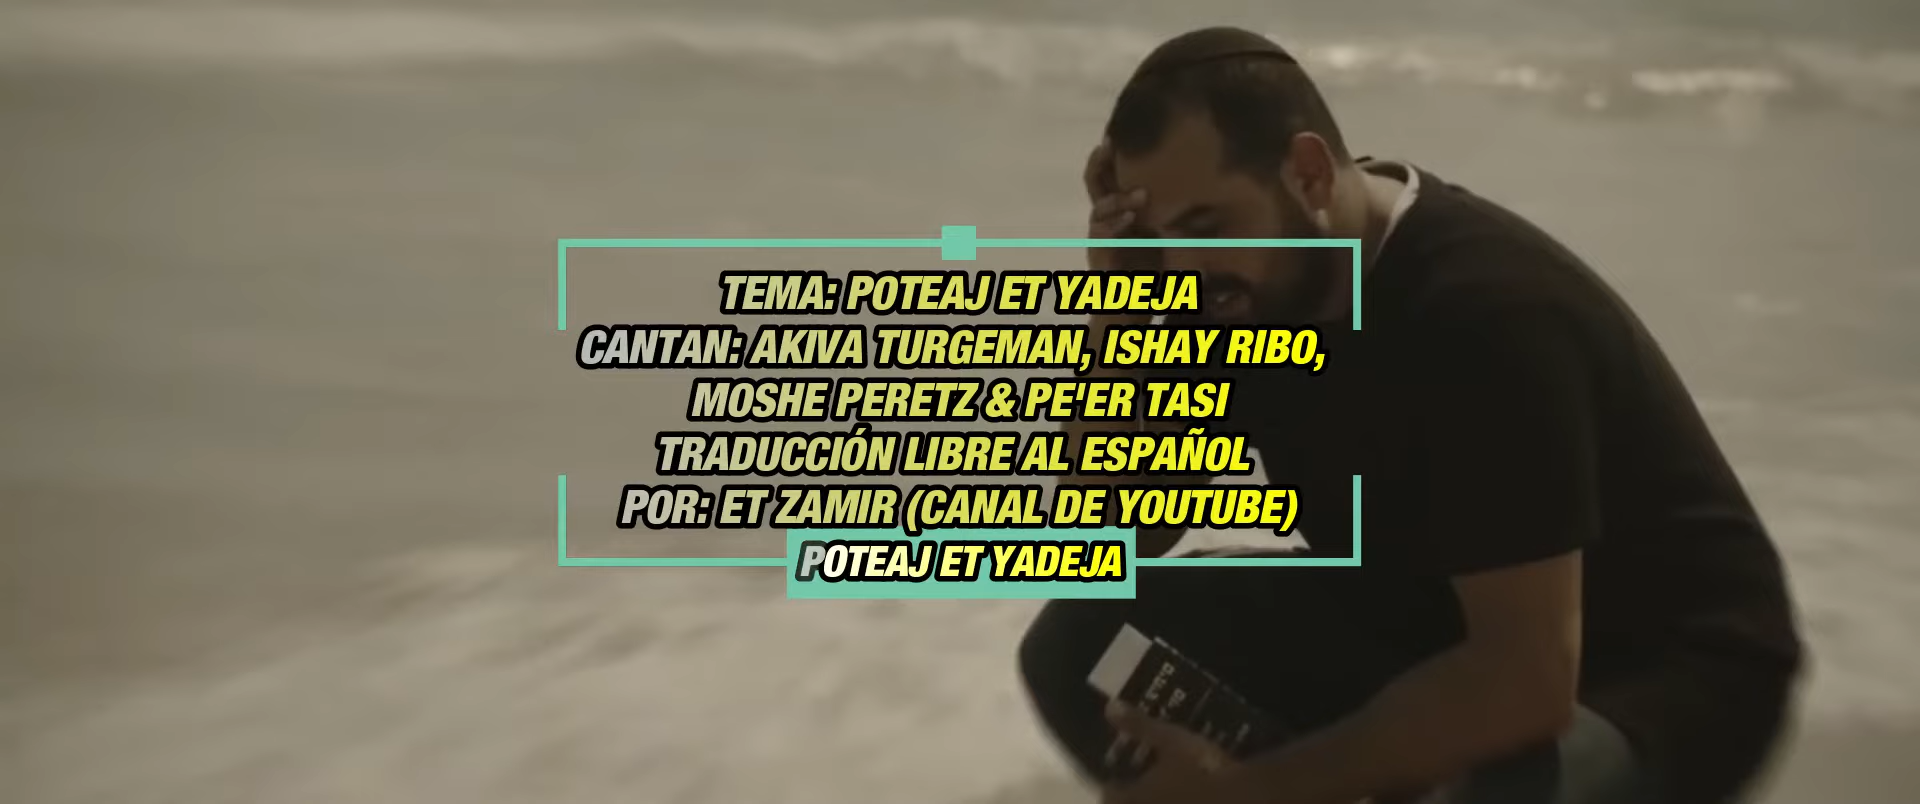 TEMA: POTEAJ ET YADEJA
CANTAN: AKIVA TURGEMAN, ISHAY RIBO,
MOSHE PERETZ & PE'ER TASI
TRADUCCIÓN LIBRE AL ESPAÑOL
POR: ET ZAMIR (CANAL DE YOUTUBE)
POTEAJ ET YADEJA